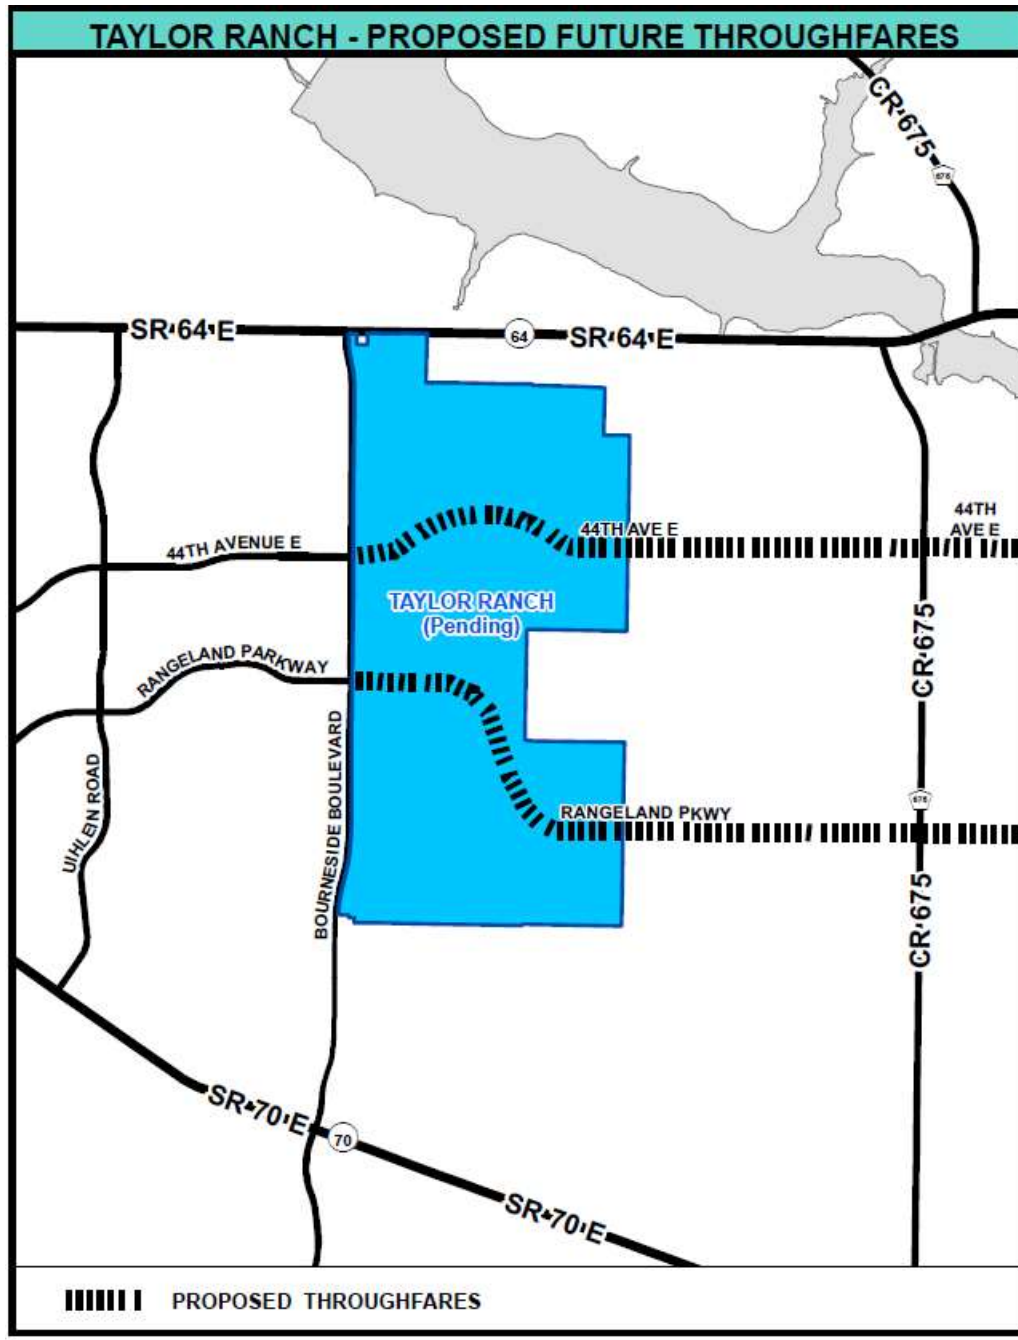 TAYLOR RANCH - PROPOSED FUTURE THROUGHFARES
CR 675
SR 64 E
64
SR 64 E
44TH AVENUE E
44TH AVE E
44TH
AVE E
TAYLOR RANCH
(Pending)
CR 675
RANGELAND PARKWAY
UIHLEIN ROAD
BOURNESIDE BOULEVARD
RANGELAND PKWY
CR 675
SR 70 E
70
SR 70 E
PROPOSED THROUGHFARES